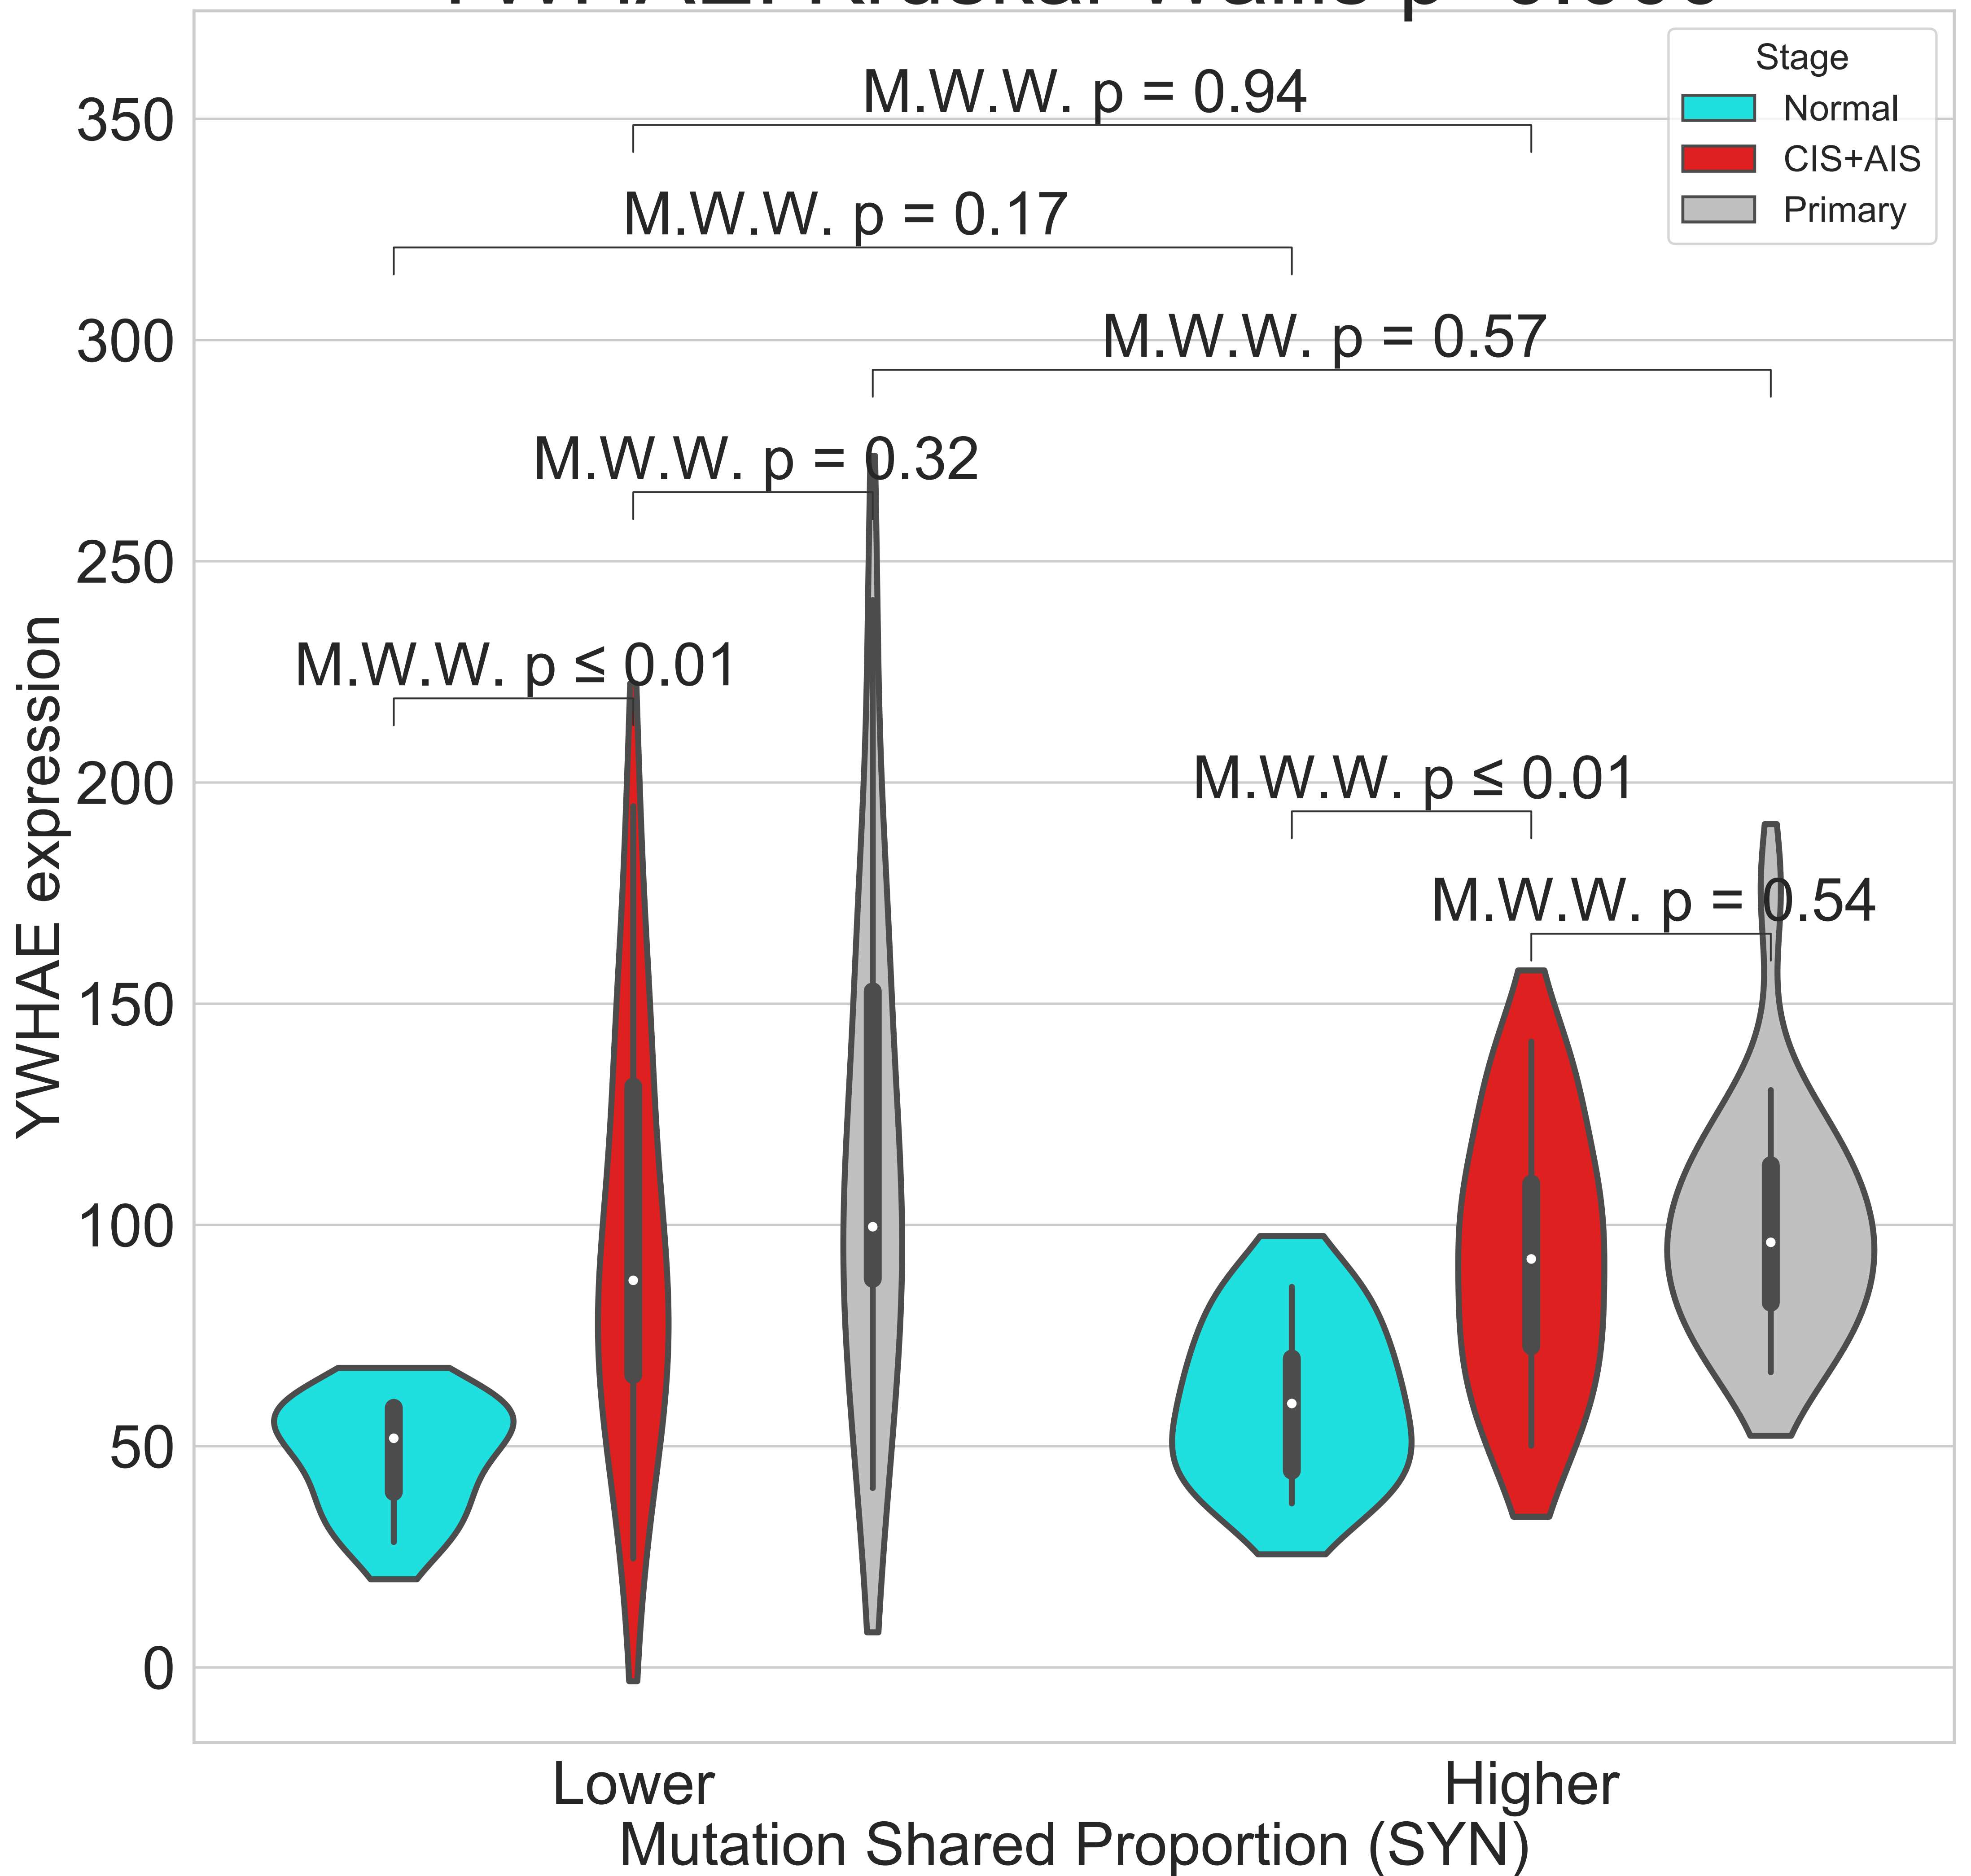 Stage
Normal
CIS+AIS
Primary
M.W.W. p = 0.94
M.W.W. p = 0.17
M.W.W. p = 0.57
M.W.W. p = 0.32
M.W.W. p ≤ 0.01
M.W.W. p ≤ 0.01
M.W.W. p = 0.54
350
300
250
200
150
100
50
0
YWHAE expression
Lower
Higher
Mutation Shared Proportion (SYN)